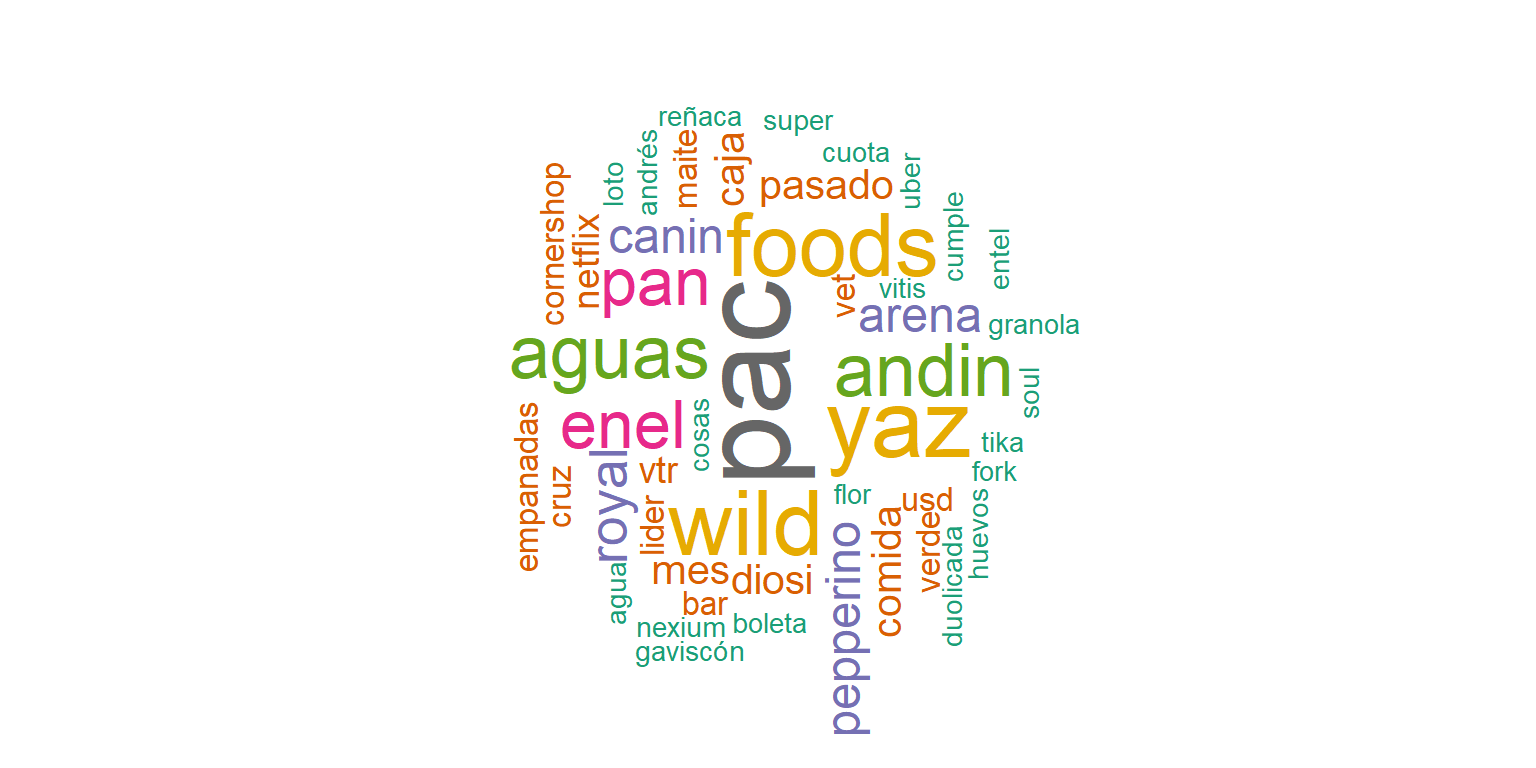 reñaca
super
cuota
loto
andrés
maite
caja
pasado
uber
cornershop
netflix
canin
foods
cumple
entel
pan
vet
vitis
arena
granola
aguas
pac
andin
yaz
soul
enel
cosas
tika
fork
empanadas
cruz
royal
vtr
lider
wild
flor
usd
pepperino
comida
verde
duolicada
huevos
mes
diosi
agua
bar
nexium
boleta
gaviscón